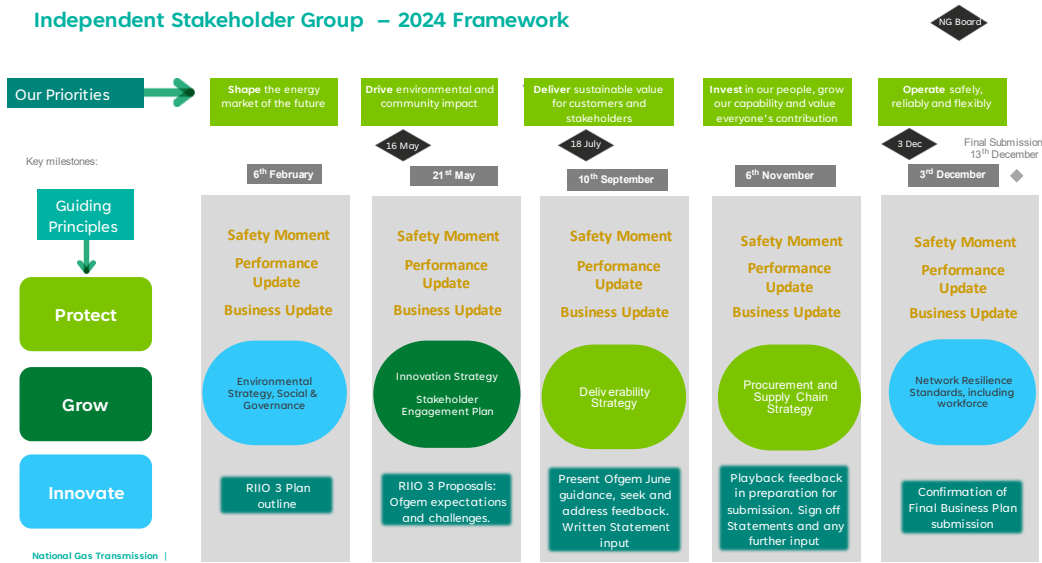 Independent Stakeholder Group – 2024 Framework
NG Board
Our Priorities
Shape the energy
market of the future
Drive environmental and
community impact
Deliver sustainable value
for customers and
stakeholders
Invest in our people, grow
our capability and value
everyone's contribution
Operate safely,
reliably and flexibly
16 May
18 July
3 Dec
Final Submission
13th December
Key milestones:
6th February
21st May
10th September
6th November
3rd December
Guiding
Principles
Protect
Grow
Innovate
Safety Moment
Performance
Update
Business Update
Environmental
Strategy, Social &
Governance
RIIO 3 Plan
outline
Safety Moment
Performance
Update
Business Update
Innovation Strategy
Stakeholder
Engagement Plan
RIIO 3 Proposals:
Ofgem expectations
and challenges.
Safety Moment
Performance
Update
Business Update
Deliverability
Strategy
Present Ofgem June
guidance, seek and
address feedback.
Written Statement
input
Safety Moment
Performance
Update
Business Update
Procurement and
Supply Chain
Strategy
Playback feedback
in preparation for
submission. Sign off
Statements and any
further input
Safety Moment
Performance
Update
Business Update
Network Resilience
Standards, including
workforce
Confirmation of
Final Business Plan
submission
National Gas Transmission |